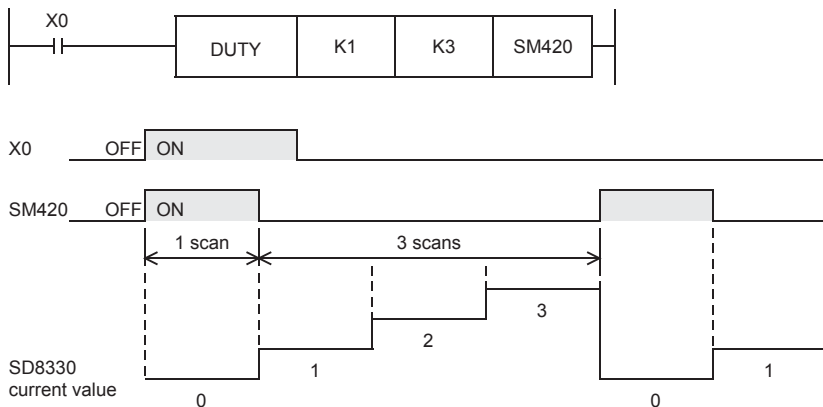 X0
DUTY K1 K3 SM420
X0 OFF ON
SM420 OFF ON
1 scan 3 scans
3
2
1 1
SD8330
current value
0 0